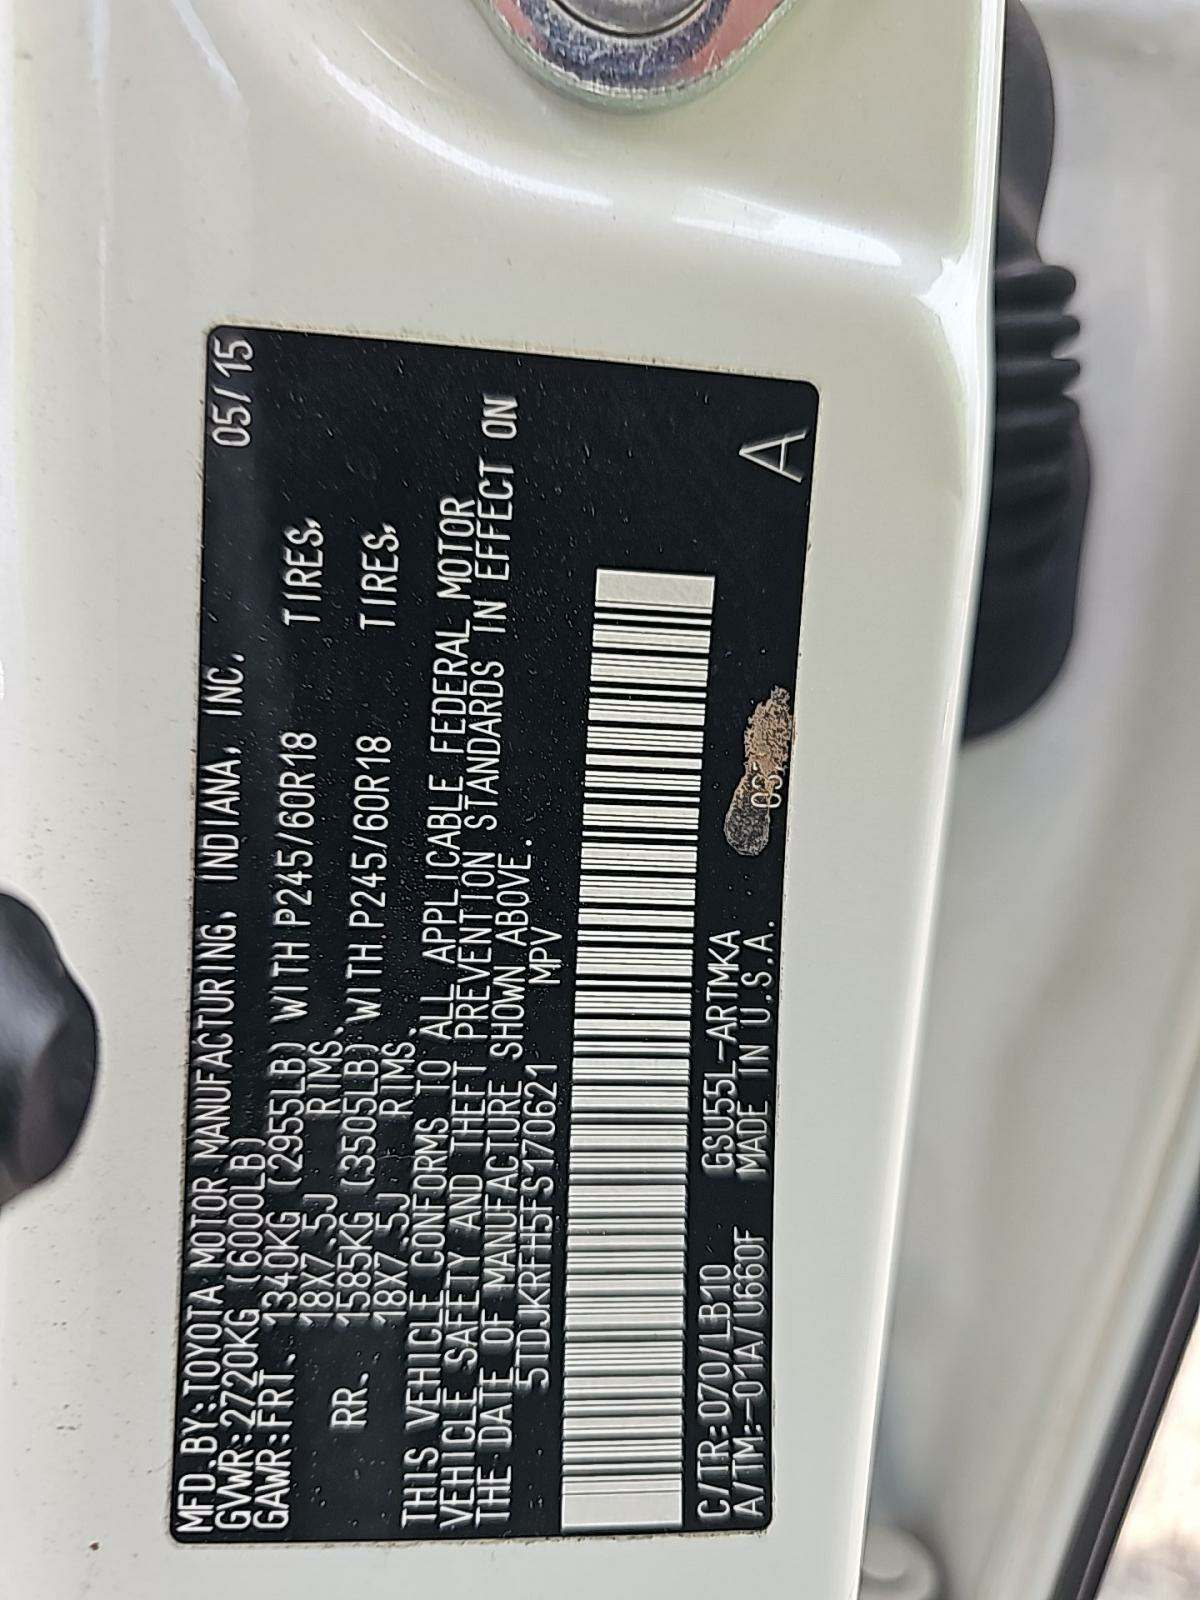 MFD.BY:TOYOTA MOTOR MANUFACTURING, INDIANA, INC. 05/15
GVWR:2720KG (6000LB)
GAWR:FRT. 1340KG (2955LB) WITH P245/60R18 TIRES,
18X7.5J RIMS.
RR. 1585KG (3505LB) WITH P245/60R18 TIRES,
18X7.5J RIMS.
THIS VEHICLE CONFORMS TO ALL APPLICABLE FEDERAL MOTOR
VEHICLE SAFETY AND THEFT PREVENTION STANDARDS IN EFFECT ON
THE DATE OF MANUFACTURE SHOWN ABOVE.
5TDJKRFH5FS170621 MPV
C/TR:070/LB10 GSU55L-ARTMKA
A/TM:-01A/U660F MADE IN U.S.A.
A